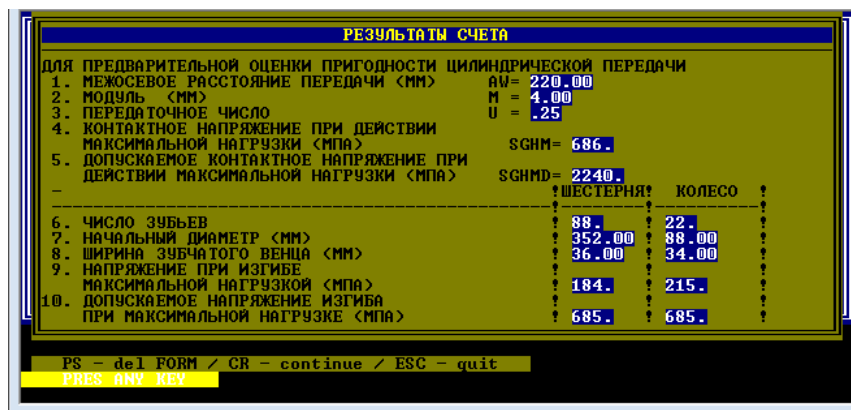 РЕЗУЛЬТАТЫ СЧЕТА
ДЛЯ ПРЕДВАРИТЕЛЬНОЙ ОЦЕНКИ ПРИГОДНОСТИ ЦИЛИНДРИЧЕСКОЙ ПЕРЕДАЧИ
1. МЕЖОСЕВОЕ РАССТОЯНИЕ ПЕРЕДАЧИ (ММ) AW= 220.00
2. МОДУЛЬ (ММ) M = 4.00
3. ПЕРЕДАТОЧНОЕ ЧИСЛО U = .25
4. КОНТАКТНОЕ НАПРЯЖЕНИЕ ПРИ ДЕЙСТВИИ
МАКСИМАЛЬНОЙ НАГРУЗКИ (МПА) SGHM= 686.
5. ДОПУСКАЕМОЕ КОНТАКТНОЕ НАПРЯЖЕНИЕ ПРИ
ДЕЙСТВИИ МАКСИМАЛЬНОЙ НАГРУЗКИ (МПА) SGHMD= 2240.
- !ШЕСТЕРНЯ! КОЛЕСО !
6. ЧИСЛО ЗУБЬЕВ ! 88. ! 22. !
7. НАЧАЛЬНЫЙ ДИАМЕТР (ММ) ! 352.00 ! 88.00 !
8. ШИРИНА ЗУБЧАТОГО ВЕНЦА (ММ) ! 36.00 ! 34.00 !
9. НАПРЯЖЕНИЕ ПРИ ИЗГИБЕ ! ! !
МАКСИМАЛЬНОЙ НАГРУЗКОЙ (МПА) ! 184. ! 215. !
10. ДОПУСКАЕМОЕ НАПРЯЖЕНИЕ ИЗГИБА ! ! !
ПРИ МАКСИМАЛЬНОЙ НАГРУЗКЕ (МПА) ! 685. ! 685. !
PS - del FORM / CR - continue / ESC - quit
PRES ANY KEY